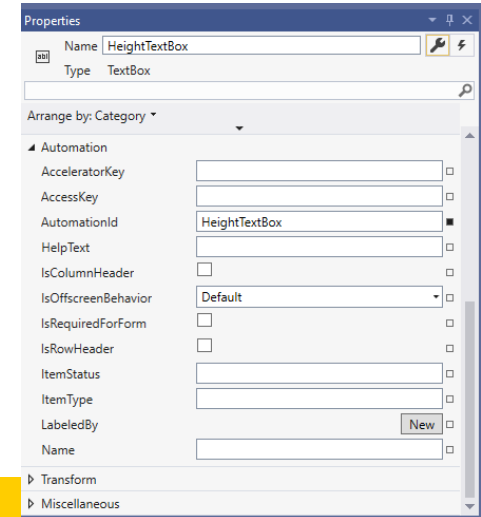 Properties
Name HeightTextBox
abl
Type TextBox
Arrange by: Category
Automation
AcceleratorKey
AccessKey
AutomationId HeightTextBox
HelpText
IsColumnHeader
IsOffscreenBehavior Default
IsRequiredForForm
IsRowHeader
ItemStatus
ItemType
LabeledBy New
Name
Transform
Miscellaneous